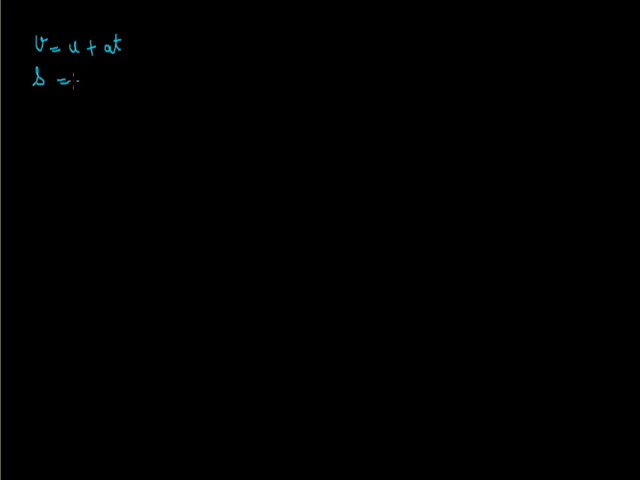 v = u + at
s =